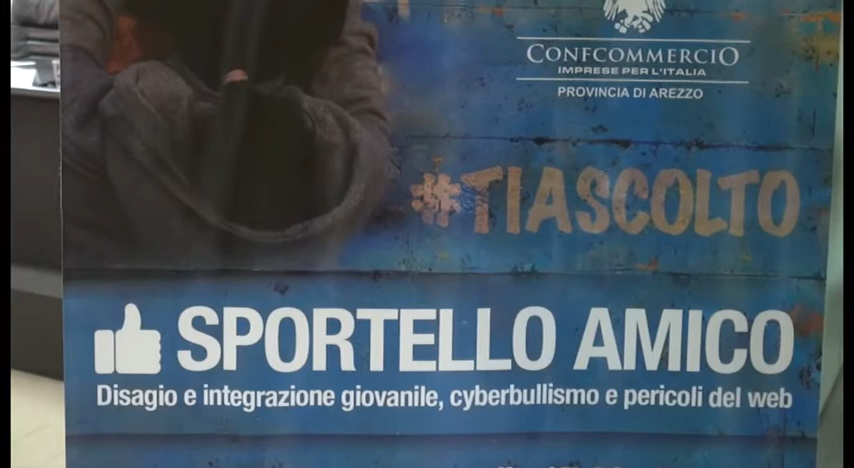 CONFCOMMERCIO
IMPRESE PER L'ITALIA
PROVINCIA DI AREZZO
#TIASCOLTO
SPORTELLO AMICO
Disagio e integrazione giovanile, cyberbullismo e pericoli del web